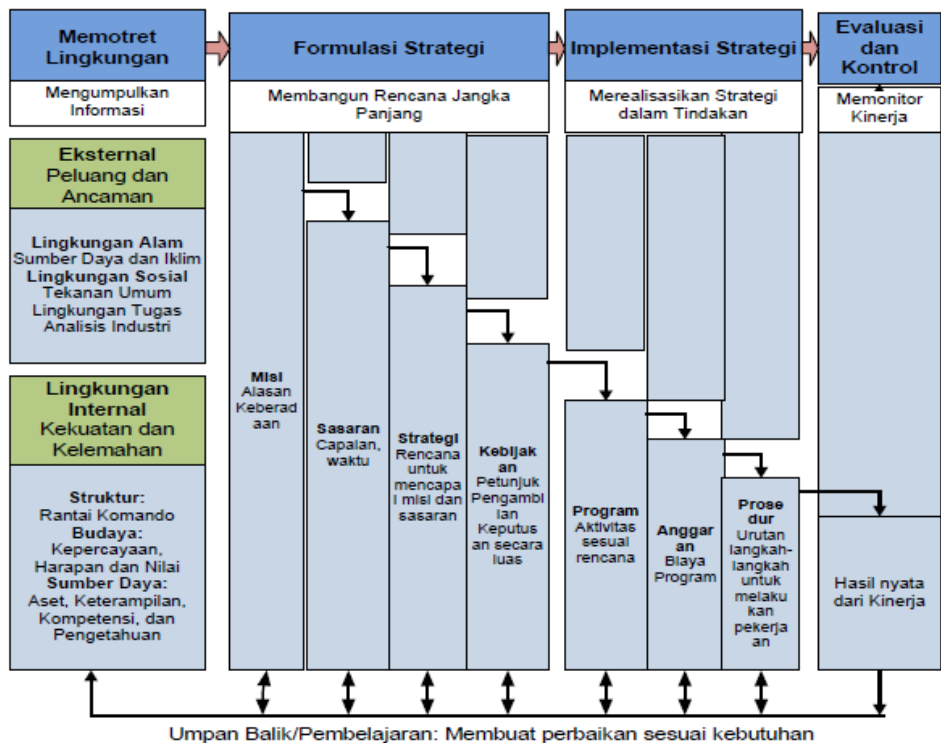 Memotret
Lingkungan
Mengumpulkan
Informasi
Eksternal
Peluang dan
Ancaman
Lingkungan Alam
Sumber Daya dan Iklim
Lingkungan Sosial
Tekanan Umum
Lingkungan Tugas
Analisis Industri
Lingkungan
Internal
Kekuatan dan
Kelemahan
Struktur:
Rantai Komando
Budaya:
Kepercayaan,
Harapan dan Nilai
Sumber Daya:
Aset, Keterampilan,
Kompetensi, dan
Pengetahuan
Formulasi Strategi
Membangun Rencana Jangka
Panjang
Misi
Alasan
Keberad
aan
Sasaran
Capaian,
waktu
Strategi
Rencana
untuk
mencapa
i misi dan
sasaran
Kebijak
an
Petunjuk
Pengambi
lan
Keputus
an secara
luas
Implementasi Strategi
Merealisasikan Strategi
dalam Tindakan
Program
Aktivitas
sesuai
rencana
Anggar
an
Biaya
Program
Prose
dur
Urutan
langkah-
langkah
untuk
melaku
kan
pekerja
an
Evaluasi
dan
Kontrol
Memonitor
Kinerja
Hasil nyata
dari Kinerja
Umpan Balik/Pembelajaran: Membuat perbaikan sesuai kebutuhan